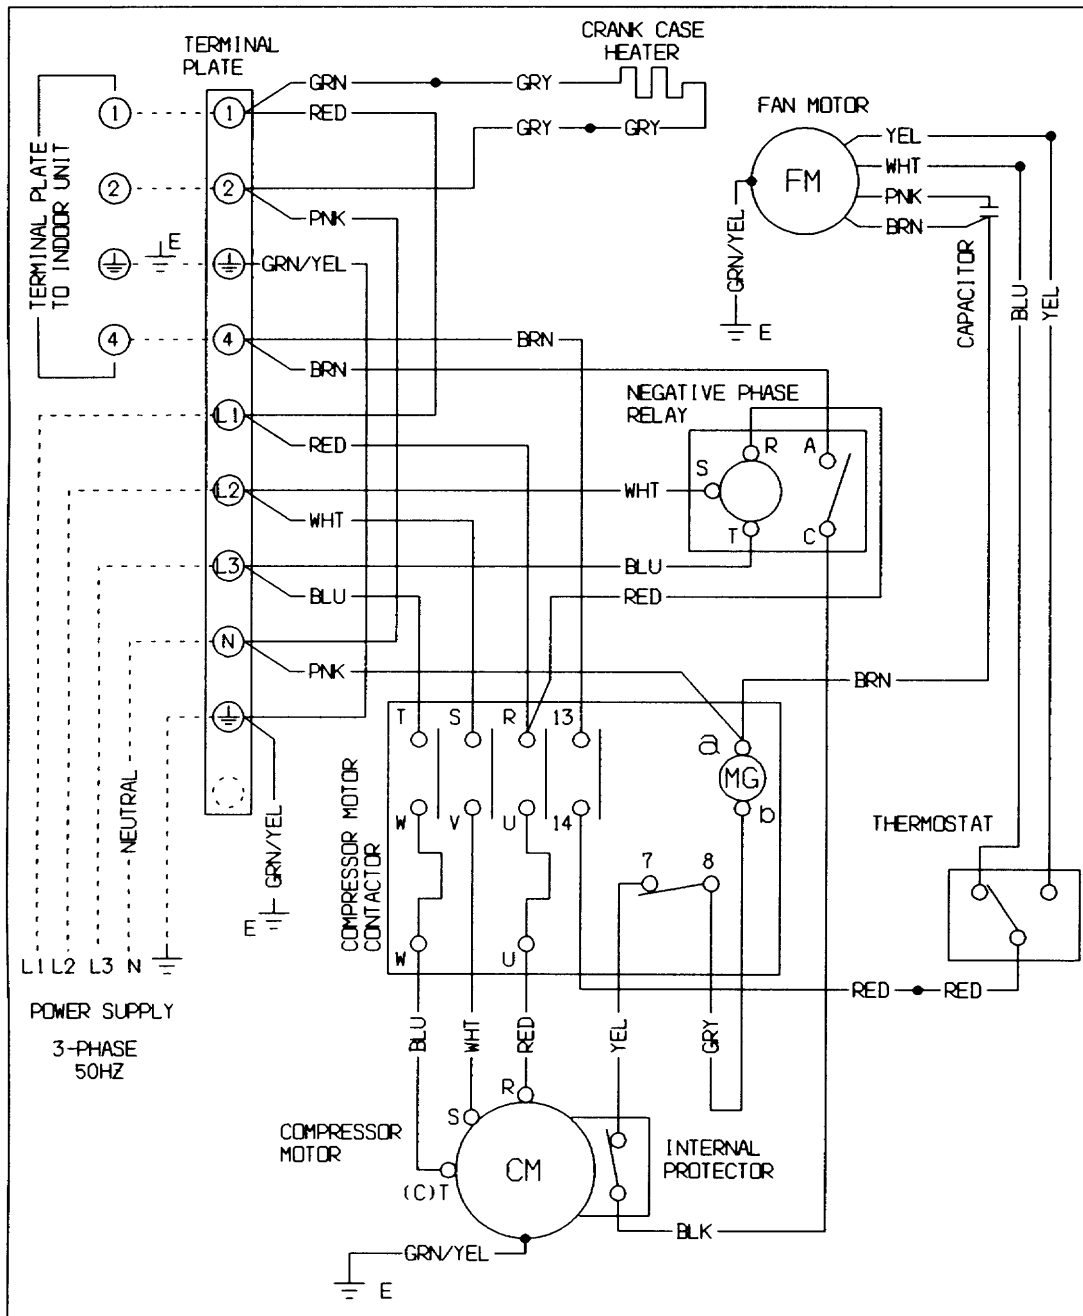 TERMINAL
PLATE
CRANK CASE
HEATER
GRN
GRY
RED
GRY
GRY
FAN MOTOR
FM
YEL
WHT
PNK
BRN
GRN/YEL
E
CAPACITOR
BLU
YEL
TERMINAL PLATE
TO INDOOR UNIT
1
2
4
E
1
2
4
L1
L2
L3
N
PNK
GRN/YEL
BRN
BRN
RED
WHT
WHT
BLU
BLU
RED
PNK
NEGATIVE PHASE
RELAY
R
A
S
T
C
BRN
T
S
R
13
a
MG
b
W
V
U
14
7
8
W
U
COMPRESSOR MOTOR
CONTACTOR
THERMOSTAT
RED
RED
NEUTRAL
GRN/YEL
E
L1 L2 L3 N
POWER SUPPLY
3-PHASE
50HZ
BLU
WHT
RED
YEL
GRY
R
S
(C)T
CM
COMPRESSOR
MOTOR
INTERNAL
PROTECTOR
BLK
GRN/YEL
E